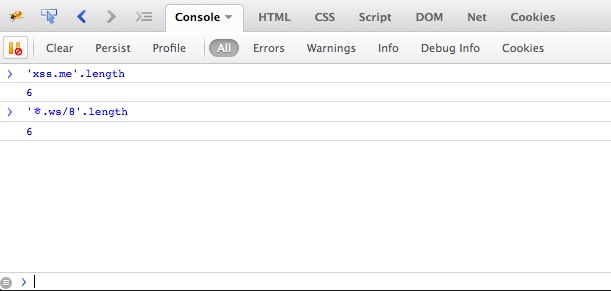 Console HTML CSS Script DOM Net Cookies
Clear Persist Profile All Errors Warnings Info Debug Info Cookies
'xss.me'.length
6
'ㅎ.ws/8'.length
6